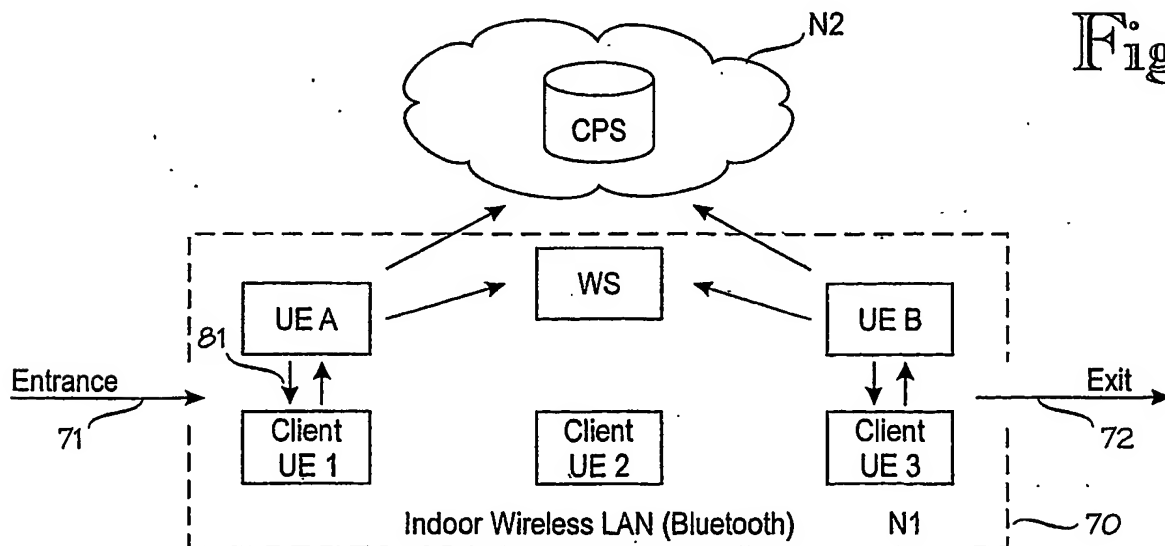 N2
Fig
CPS
WS
UE A
UE B
81
Entrance
Exit
71
72
Client
UE 1
Client
UE 2
Client
UE 3
Indoor Wireless LAN (Bluetooth)
N1
70